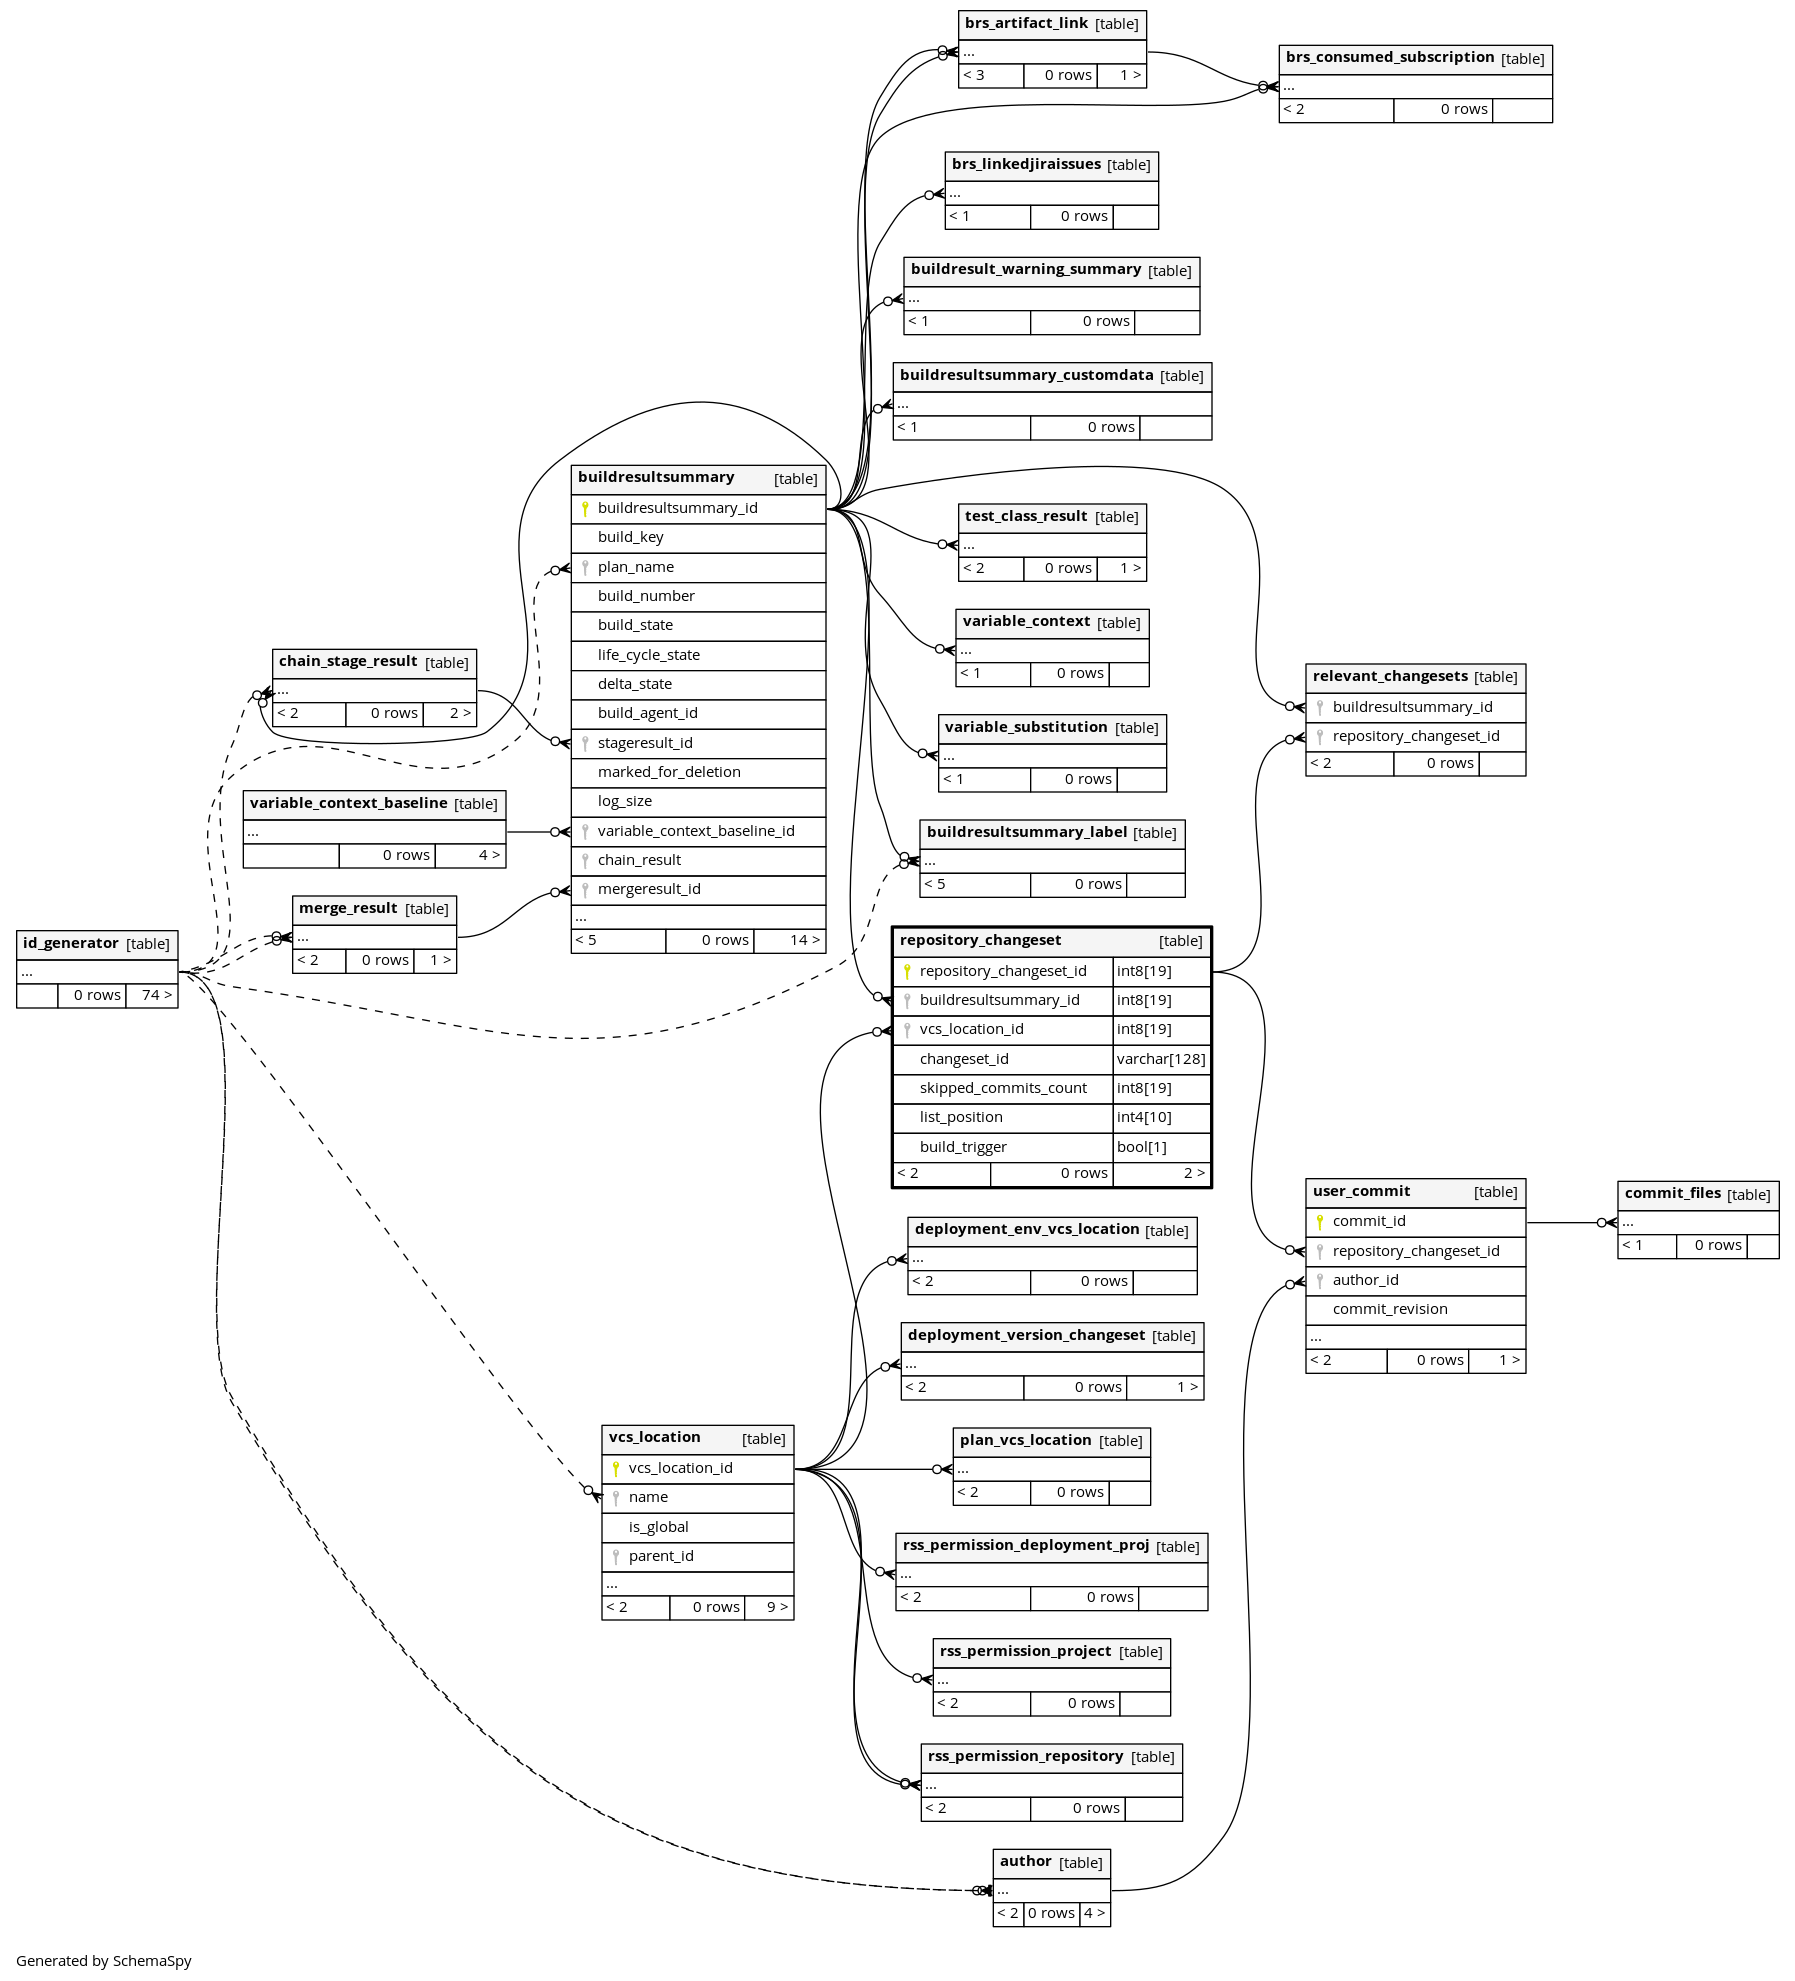 brs_artifact_link [table]
...
< 3 0 rows 1 >
brs_consumed_subscription [table]
...
< 2 0 rows
brs_linkedjiraissues [table]
...
< 1 0 rows
buildresult_warning_summary [table]
...
< 1 0 rows
buildresultsummary_customdata [table]
...
< 1 0 rows
buildresultsummary [table]
buildresultsummary_id
build_key
plan_name
build_number
build_state
life_cycle_state
delta_state
build_agent_id
stageresult_id
marked_for_deletion
log_size
variable_context_baseline_id
chain_result
mergeresult_id
...
< 5 0 rows 14 >
test_class_result [table]
...
< 2 0 rows 1 >
variable_context [table]
...
< 1 0 rows
chain_stage_result [table]
...
< 2 0 rows 2 >
relevant_changesets [table]
buildresultsummary_id
repository_changeset_id
< 2 0 rows
variable_substitution [table]
...
< 1 0 rows
variable_context_baseline [table]
...
0 rows 4 >
buildresultsummary_label [table]
...
< 5 0 rows
merge_result [table]
...
< 2 0 rows 1 >
id_generator [table]
...
0 rows 74 >
repository_changeset [table]
repository_changeset_id int8[19]
buildresultsummary_id int8[19]
vcs_location_id int8[19]
changeset_id varchar[128]
skipped_commits_count int8[19]
list_position int4[10]
build_trigger bool[1]
< 2 0 rows 2 >
user_commit [table]
commit_id
repository_changeset_id
author_id
commit_revision
...
< 2 0 rows 1 >
commit_files [table]
...
< 1 0 rows
deployment_env_vcs_location [table]
...
< 2 0 rows
deployment_version_changeset [table]
...
< 2 0 rows 1 >
vcs_location [table]
vcs_location_id
name
is_global
parent_id
...
< 2 0 rows 9 >
plan_vcs_location [table]
...
< 2 0 rows
rss_permission_deployment_proj [table]
...
< 2 0 rows
rss_permission_project [table]
...
< 2 0 rows
rss_permission_repository [table]
...
< 2 0 rows
author [table]
...
< 2 0 rows 4 >
Generated by SchemaSpy